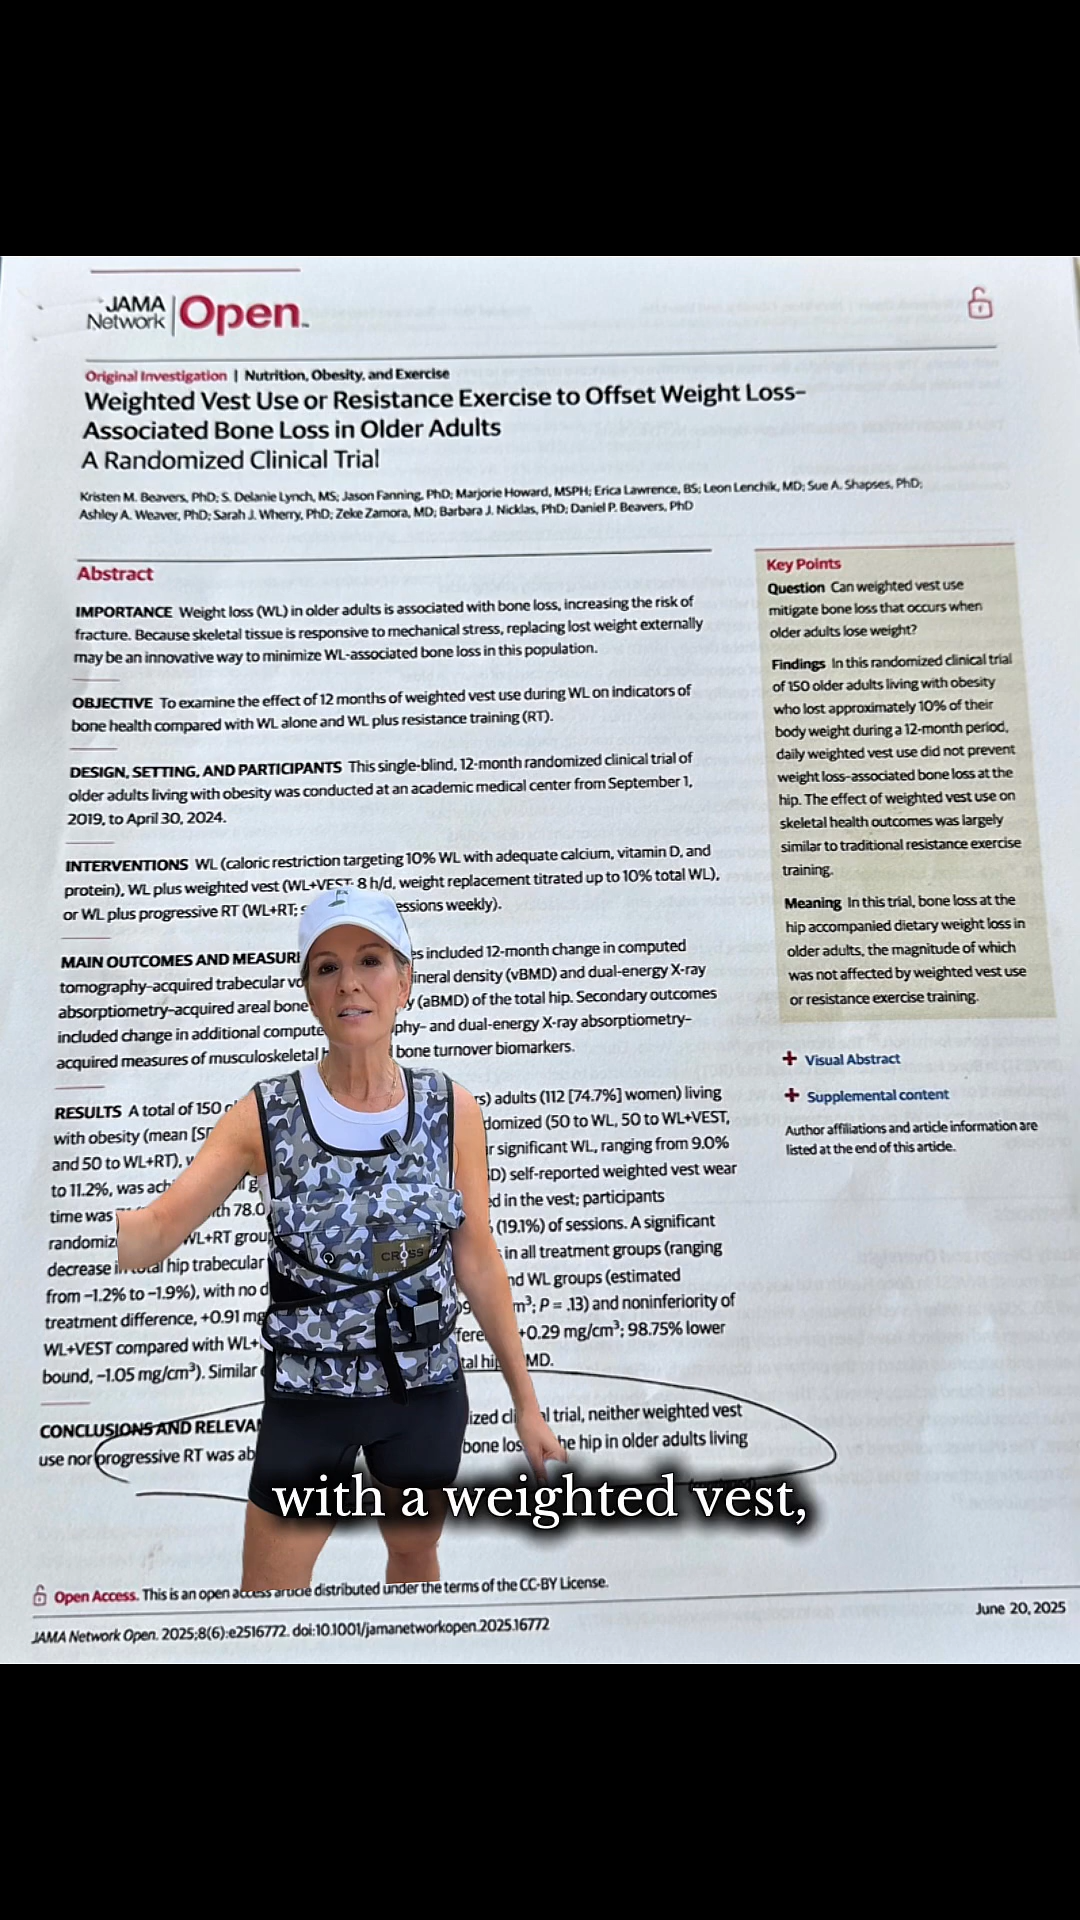 JAMA
Network
Open.
Original Investigation | Nutrition, Obesity, and Exercise
Weighted Vest Use or Resistance Exercise to Offset Weight Loss–
Associated Bone Loss in Older Adults
A Randomized Clinical Trial
Kristen M. Beavers, PhD; S. Delanie Lynch, MS; Jason Fanning, PhD; Marjorie Howard, MSPH; Erica Lawrence, BS; Leon Lenchik, MD; Sue A. Shapses, PhD;
Ashley A. Weaver, PhD; Sarah J. Wherry, PhD; Zeke Zamora, MD; Barbara J. Nicklas, PhD; Daniel P. Beavers, PhD
Abstract
IMPORTANCE Weight loss (WL) in older adults is associated with bone loss, increasing the risk of
fracture. Because skeletal tissue is responsive to mechanical stress, replacing lost weight externally
may be an innovative way to minimize WL-associated bone loss in this population.
OBJECTIVE To examine the effect of 12 months of weighted vest use during WL on indicators of
bone health compared with WL alone and WL plus resistance training (RT).
DESIGN, SETTING, AND PARTICIPANTS This single-blind, 12-month randomized clinical trial of
older adults living with obesity was conducted at an academic medical center from September 1,
2019, to April 30, 2024.
INTERVENTIONS WL (caloric restriction targeting 10% WL with adequate calcium, vitamin D, and
protein), WL plus weighted vest (WL+VEST; 8 h/d, weight replacement titrated up to 10% total WL),
or WL plus progressive RT (WL+RT; essions weekly).
MAIN OUTCOMES AND MEASUR es included 12-month change in computed
tomography-acquired trabecular vo ineral density (vBMD) and dual-energy X-ray
absorptiometry-acquired areal bone y (aBMD) of the total hip. Secondary outcomes
included change in additional compute phy- and dual-energy X-ray absorptiometry-
acquired measures of musculoskeletal bone turnover biomarkers.
RESULTS A total of 150 rs) adults (112 [74.7%] women) living
with obesity (mean [S domized (50 to WL, 50 to WL+VEST,
and 50 to WL+RT), r significant WL, ranging from 9.0%
to 11.2%, was ach D) self-reported weighted vest wear
time was ith 78.0 ed in the vest; participants
randomiz WL+RT grou (19.1%) of sessions. A significant
decrease in total hip trabecular in all treatment groups (ranging
from −1.2% to −1.9%), with no d nd WL groups (estimated
treatment difference, +0.91 mg m³; P = .13) and noninferiority of
WL+VEST compared with WL+ fere +0.29 mg/cm³; 98.75% lower
bound, −1.05 mg/cm³). Similar tal hip MD.
CONCLUSIONS AND RELEVA ized cli al trial, neither weighted vest
use nor progressive RT was ab bone los he hip in older adults living
Key Points
Question Can weighted vest use
mitigate bone loss that occurs when
older adults lose weight?
Findings In this randomized clinical trial
of 150 older adults living with obesity
who lost approximately 10% of their
body weight during a 12-month period,
daily weighted vest use did not prevent
weight loss-associated bone loss at the
hip. The effect of weighted vest use on
skeletal health outcomes was largely
similar to traditional resistance exercise
training.
Meaning In this trial, bone loss at the
hip accompanied dietary weight loss in
older adults, the magnitude of which
was not affected by weighted vest use
or resistance exercise training.
+ Visual Abstract
+ Supplemental content
Author affiliations and article information are
listed at the end of this article.
CROSS
with a weighted vest,
Open Access. This is an open access article distributed under the terms of the CC-BY License.
JAMA Network Open. 2025;8(6):e2516772. doi:10.1001/jamanetworkopen.2025.16772
June 20, 2025